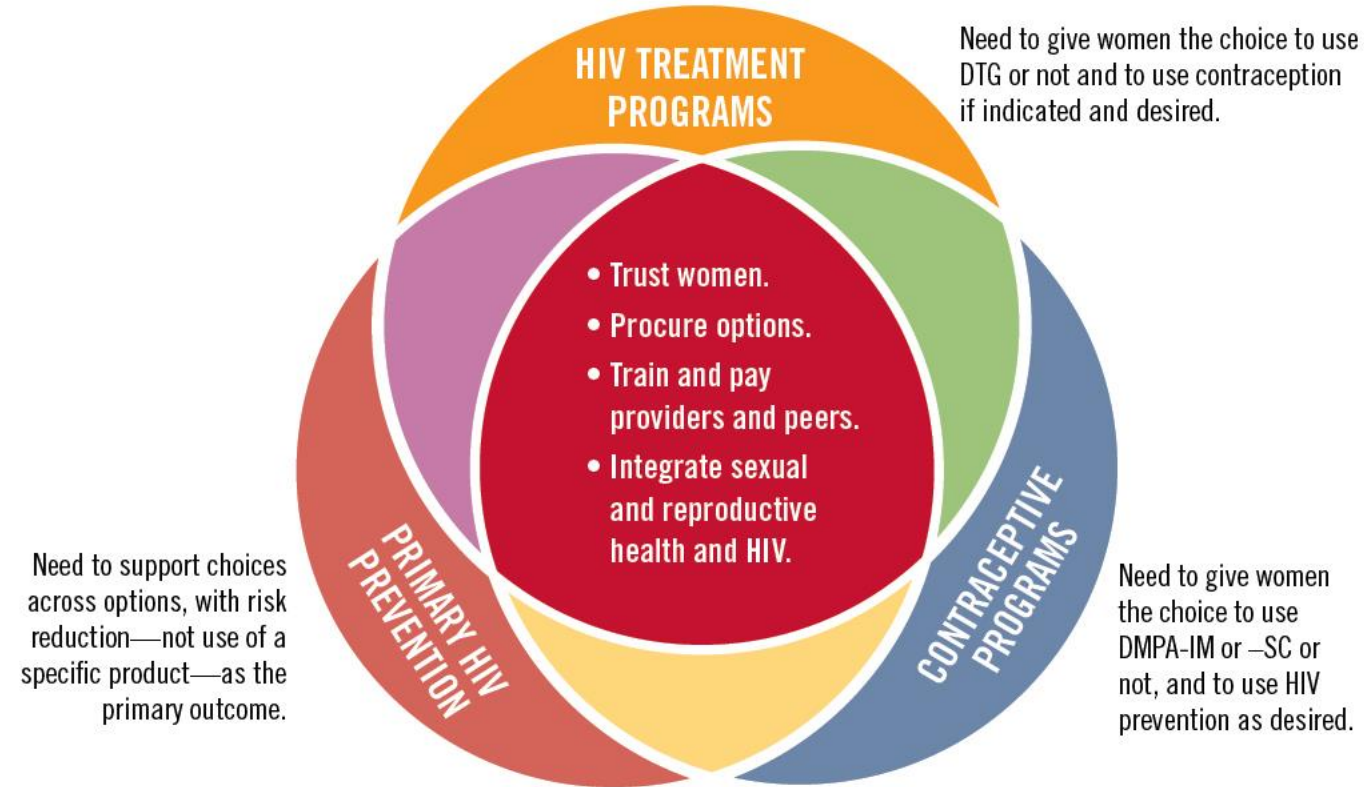 HIV TREATMENT
PROGRAMS
Need to give women the choice to use
DTG or not and to use contraception
if indicated and desired.
• Trust women.
• Procure options.
• Train and pay
providers and peers.
• Integrate sexual
and reproductive
health and HIV.
PRIMARY HIV
PREVENTION
Need to support choices
across options, with risk
reduction—not use of a
specific product—as the
primary outcome.
CONTRACEPTIVE
PROGRAMS
Need to give women
the choice to use
DMPA-IM or –SC or
not, and to use HIV
prevention as desired.